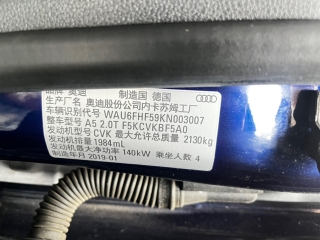 品牌 奥迪 制造国 德国
生产厂名 奥迪股份公司内卡苏姆工厂
车辆识别代号 WAU6FHF59KN003007
整车型号 A5 2.0T F5KCVKBF5A0
发动机型号 CVK 最大允许总质量 2130kg
发动机排量 1984mL
发动机最大净功率 140kW 乘坐人数 4
制造年月 2019-01